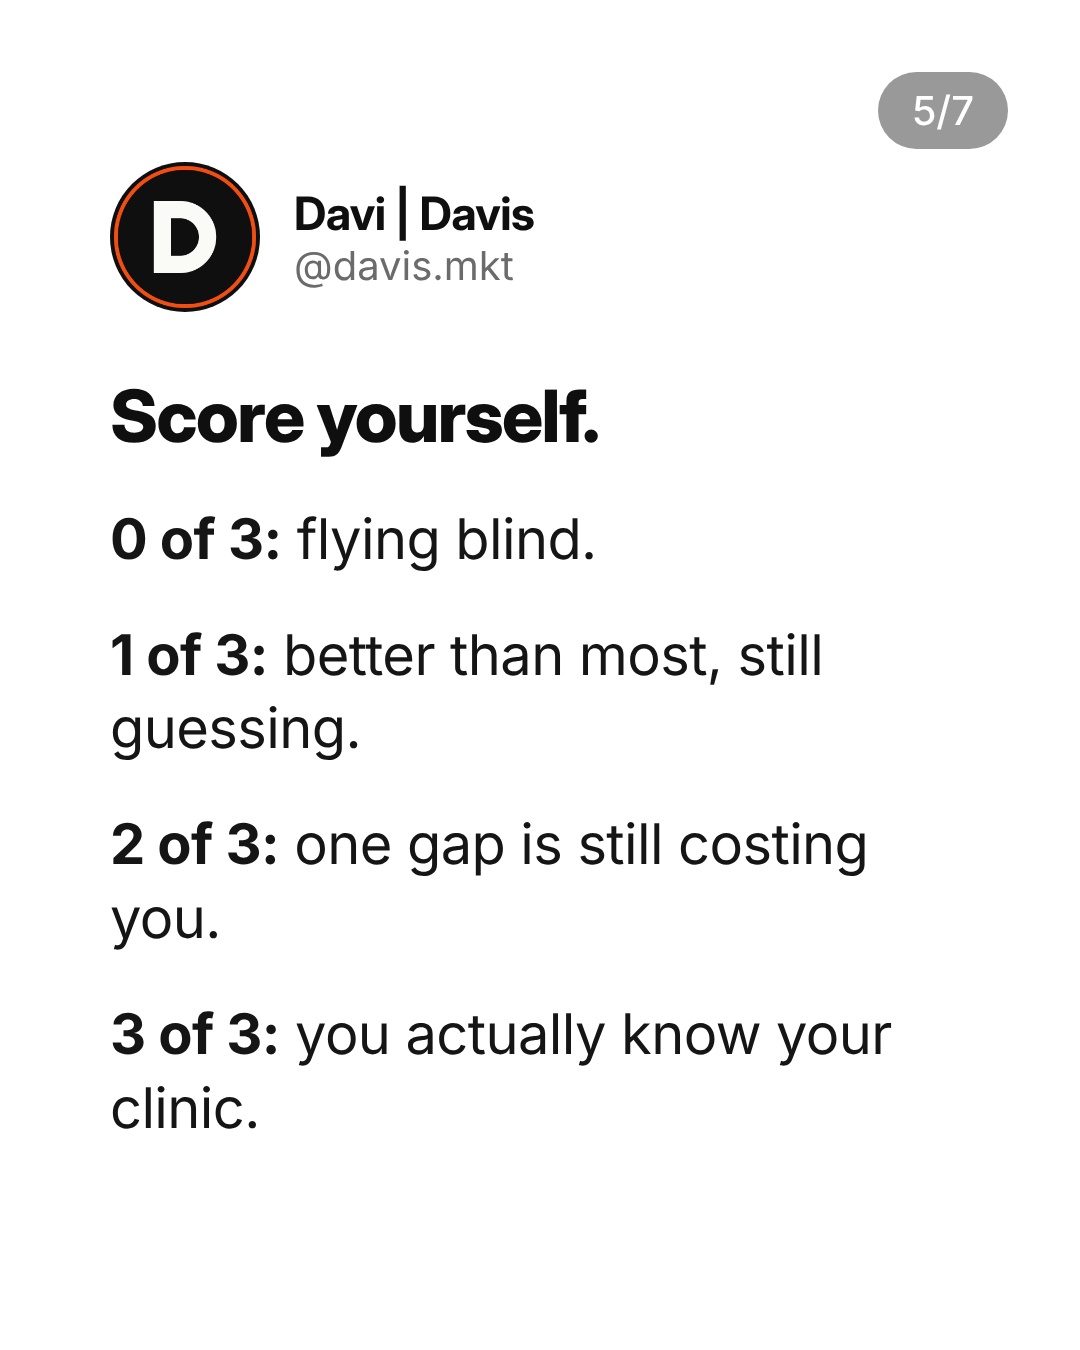 5/7
D
Davi | Davis
@davis.mkt
Score yourself.
0 of 3: flying blind.
1 of 3: better than most, still
guessing.
2 of 3: one gap is still costing
you.
3 of 3: you actually know your
clinic.